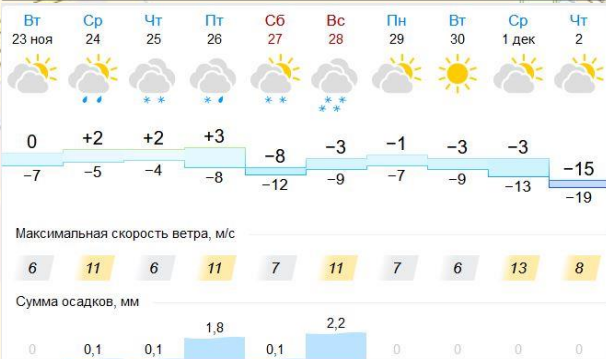 Вт Ср Чт Пт Сб Вс Пн Вт Ср Чт
23 ноя 24 25 26 27 28 29 30 1 дек 2
0 +2 +2 +3 −8 −3 −1 −3 −3 −15
−7 −5 −4 −8 −12 −9 −7 −9 −13 −19
Максимальная скорость ветра, м/с
6 11 6 11 7 11 7 6 13 8
Сумма осадков, мм
0 0,1 0,1 1,8 0,1 2,2 0 0 0 0